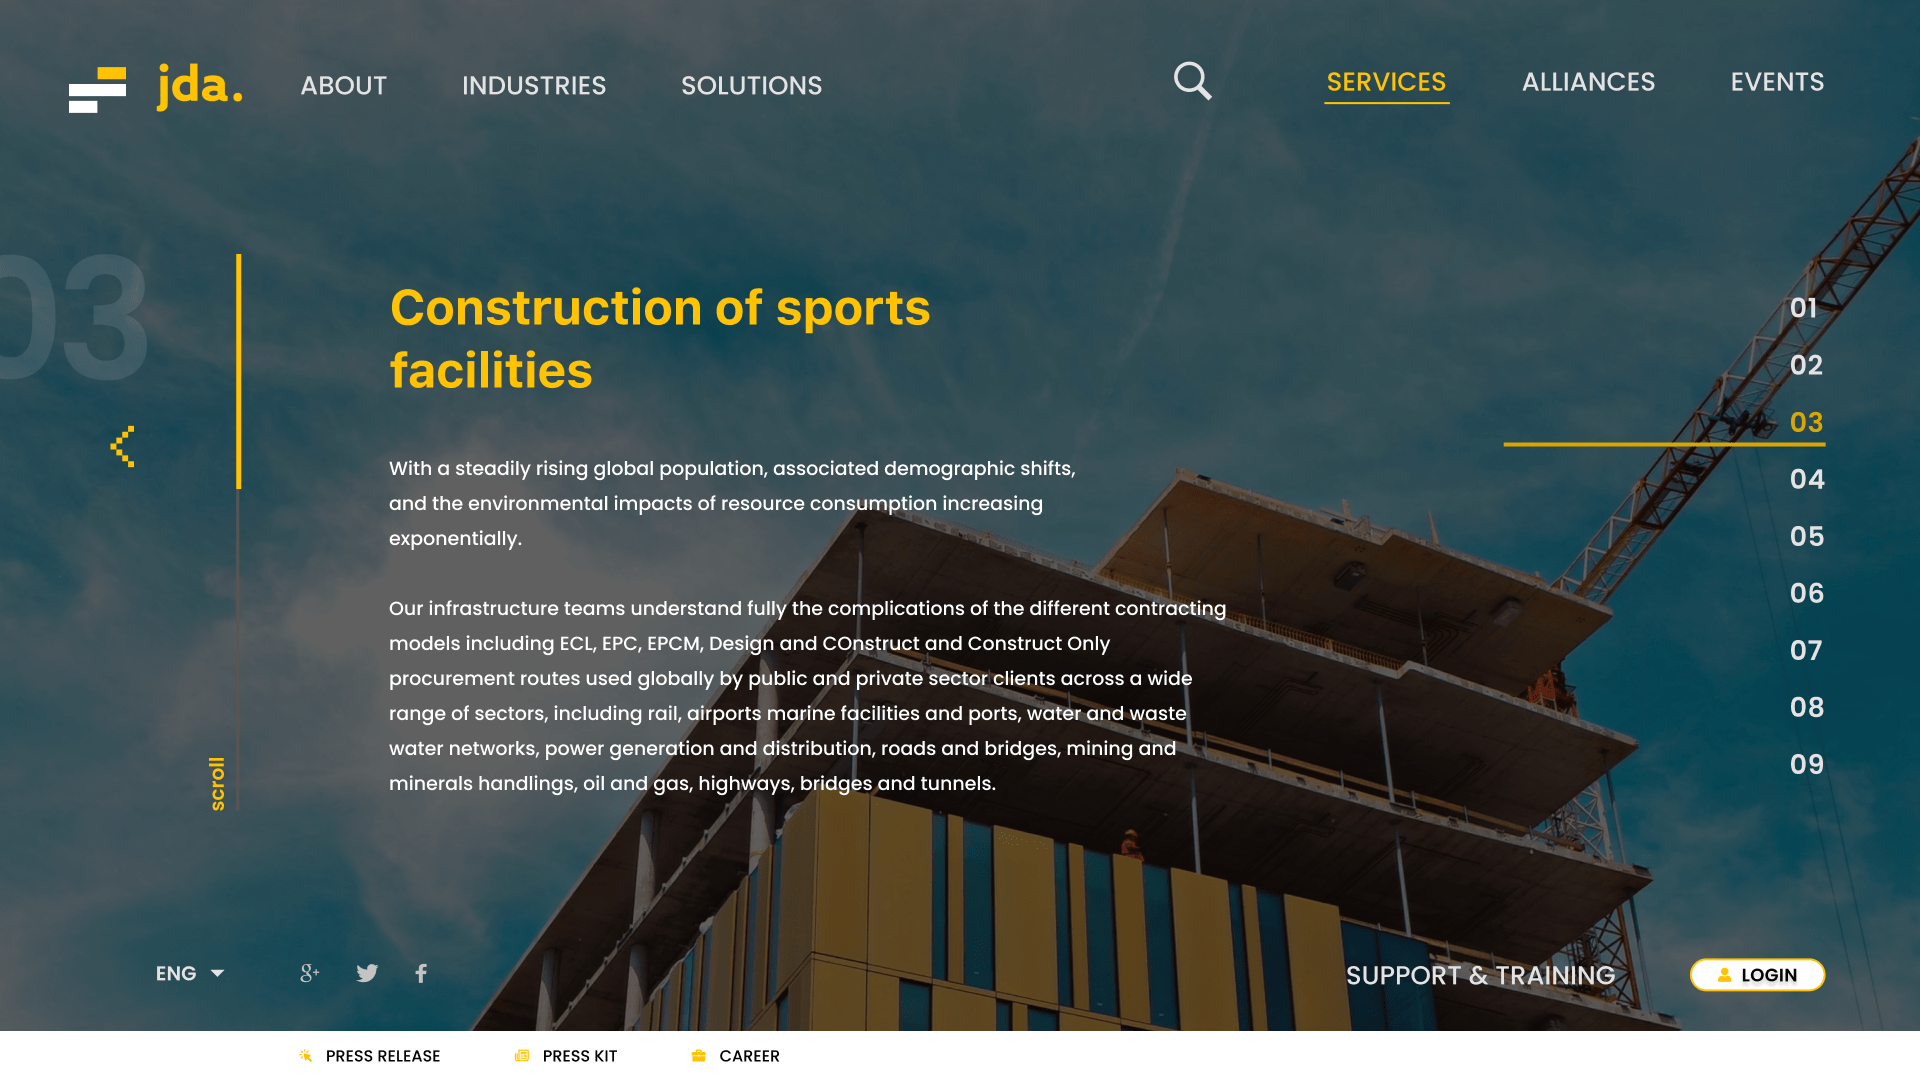 jda.
ABOUT
INDUSTRIES
SOLUTIONS
SERVICES
ALLIANCES
EVENTS
03
Construction of sports
facilities
With a steadily rising global population, associated demographic shifts,
and the environmental impacts of resource consumption increasing
exponentially.
Our infrastructure teams understand fully the complications of the different contracting
models including ECL, EPC, EPCM, Design and COnstruct and Construct Only
procurement routes used globally by public and private sector clients across a wide
range of sectors, including rail, airports marine facilities and ports, water and waste
water networks, power generation and distribution, roads and bridges, mining and
minerals handlings, oil and gas, highways, bridges and tunnels.
scroll
01
02
03
04
05
06
07
08
09
ENG
g+
SUPPORT & TRAINING
LOGIN
PRESS RELEASE
PRESS KIT
CAREER